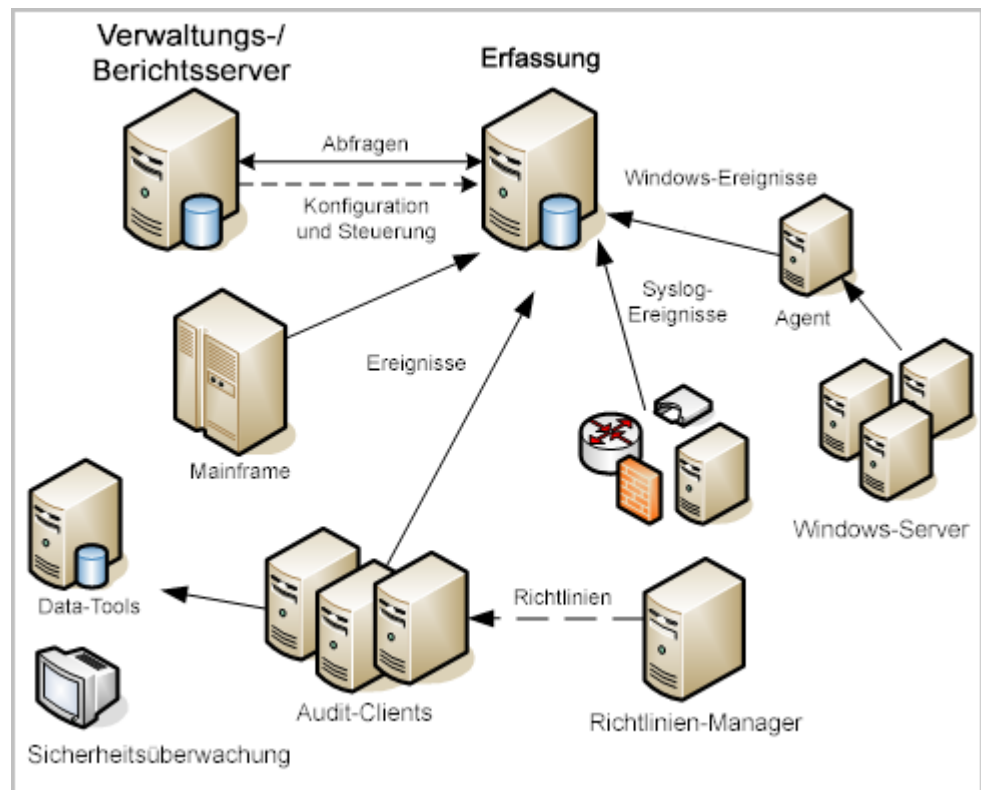 Verwaltungs-/
Berichtsserver
Erfassung
Abfragen
Konfiguration
und Steuerung
Windows-Ereignisse
Syslog-
Ereignisse
Agent
Ereignisse
Mainframe
Windows-Server
Data-Tools
Richtlinien
Audit-Clients
Richtlinien-Manager
Sicherheitsüberwachung